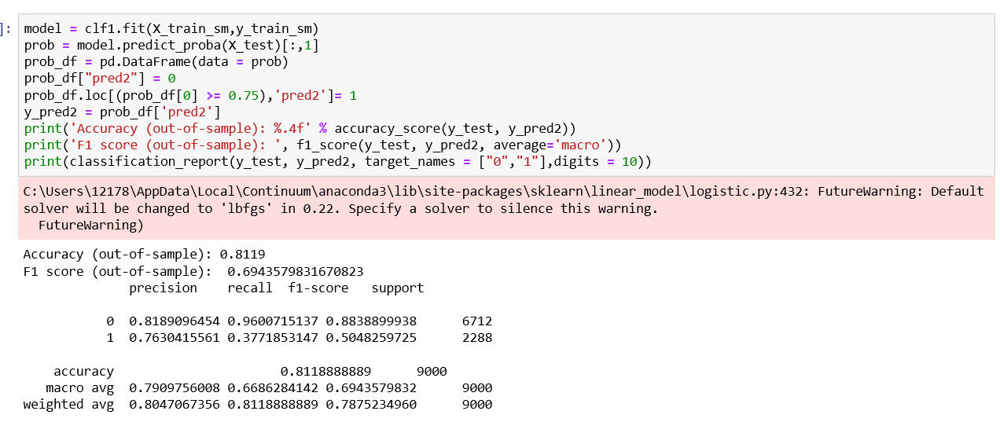 ]:
model = clf1.fit(X_train_sm,y_train_sm)
prob = model.predict_proba(X_test)[:,1]
prob_df = pd.DataFrame(data = prob)
prob_df["pred2"] = 0
prob_df.loc[(prob_df[0] >= 0.75),'pred2']= 1
y_pred2 = prob_df['pred2']
print('Accuracy (out-of-sample): %.4f' % accuracy_score(y_test, y_pred2))
print('F1 score (out-of-sample): ', f1_score(y_test, y_pred2, average='macro'))
print(classification_report(y_test, y_pred2, target_names = ["0","1"],digits = 10))
C:\Users\12178\AppData\Local\Continuum\anaconda3\lib\site-packages\sklearn\linear_model\logistic.py:432: FutureWarning: Default
solver will be changed to 'lbfgs' in 0.22. Specify a solver to silence this warning.
  FutureWarning)
Accuracy (out-of-sample): 0.8119
F1 score (out-of-sample):  0.6943579831670823
              precision    recall  f1-score   support
           0  0.8189096454 0.9600715137 0.8838899938      6712
           1  0.7630415561 0.3771853147 0.5048259725      2288
    accuracy                      0.8118888889      9000
   macro avg  0.7909756008 0.6686284142 0.6943579832      9000
weighted avg  0.8047067356 0.8118888889 0.7875234960      9000